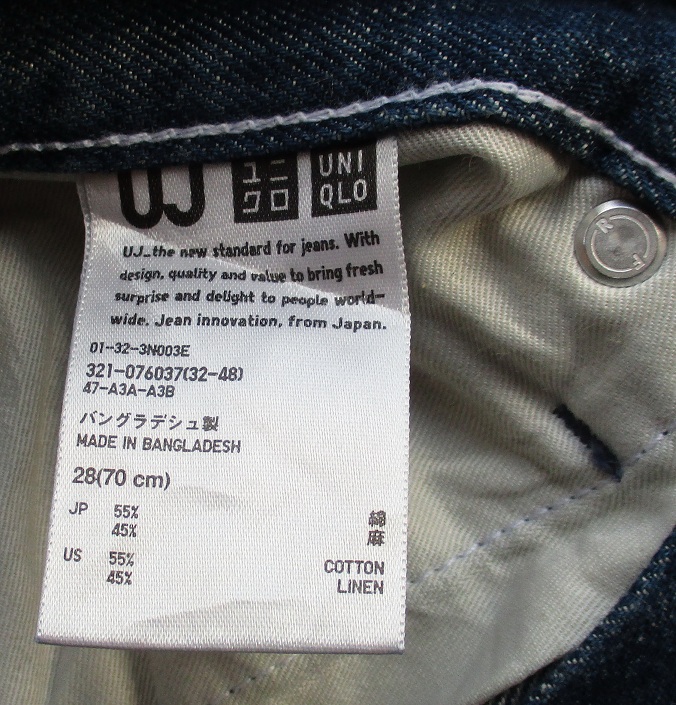 UJ
ユニ
クロ
UNI
QLO
UJ_the new standard for jeans. With
design, quality and value to bring fresh
surprise and delight to people world-
wide. Jean innovation, from Japan.
01-32-3N003E
321-076037(32-48)
47-A3A-A3B
バングラデシュ製
MADE IN BANGLADESH
28(70 cm)
JP 55% 綿
45% 麻
US 55% COTTON
45% LINEN